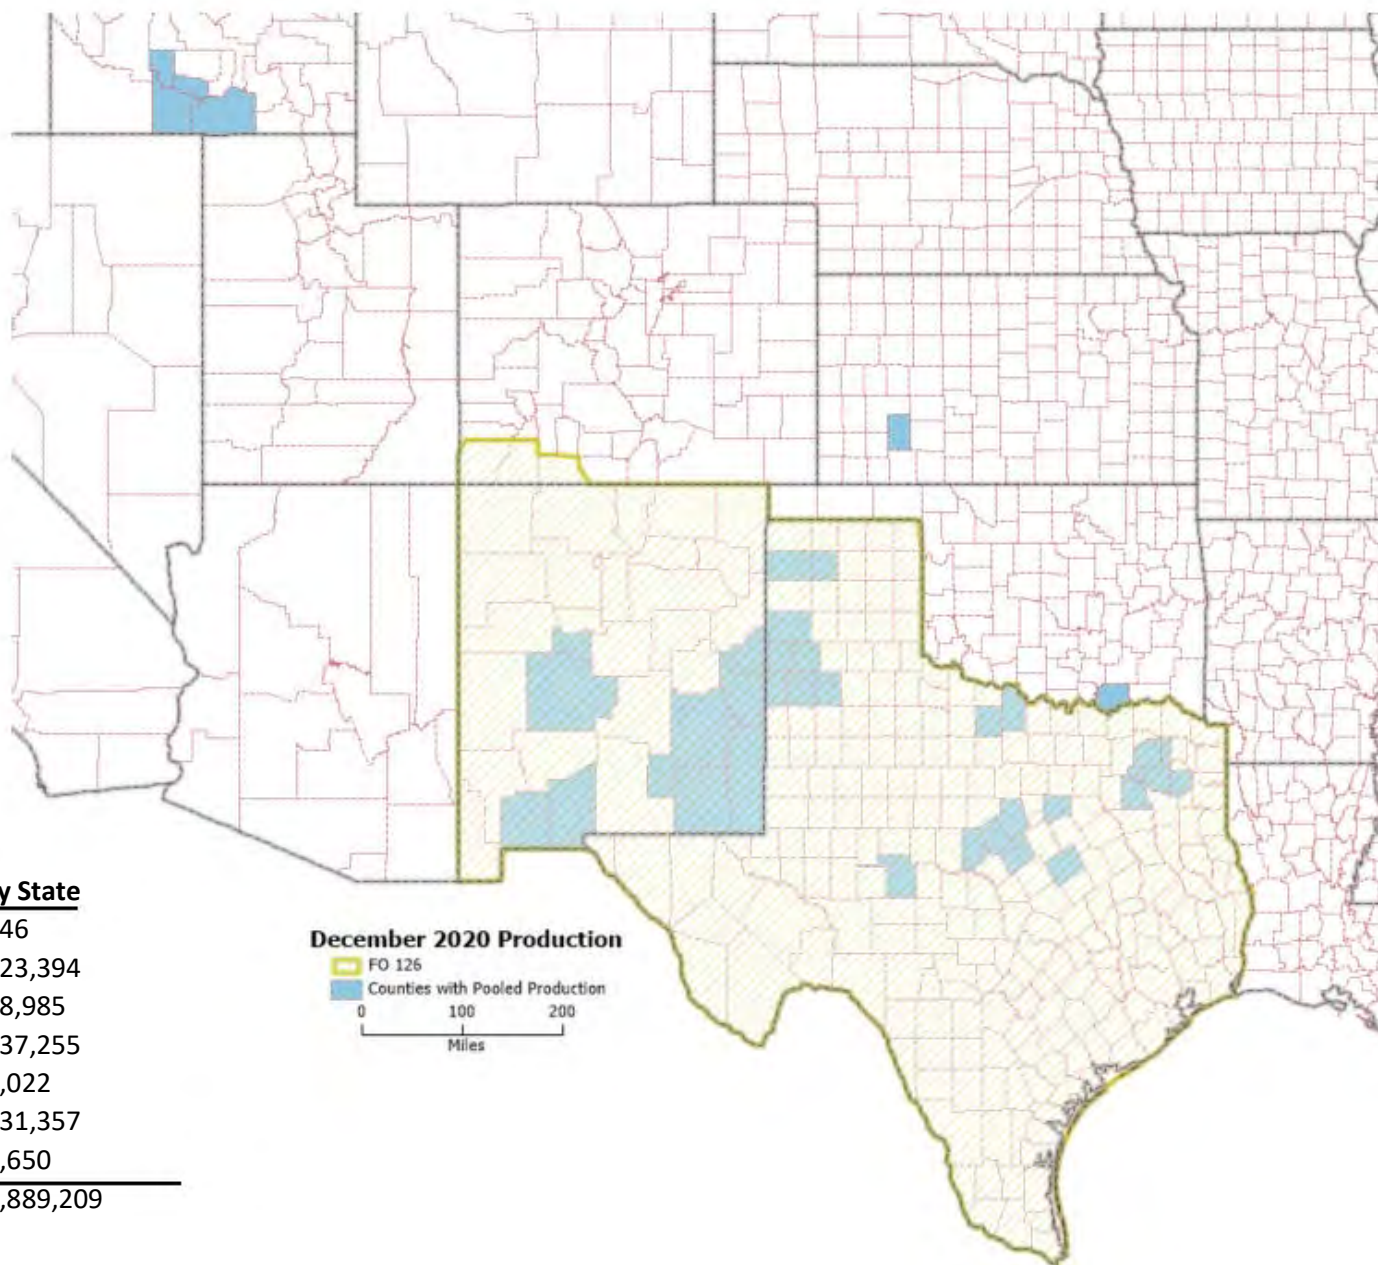 y State
46
23,394
8,985
37,255
,022
31,357
,650
,889,209
December 2020 Production
FO 126
Counties with Pooled Production
0 100 200
Miles